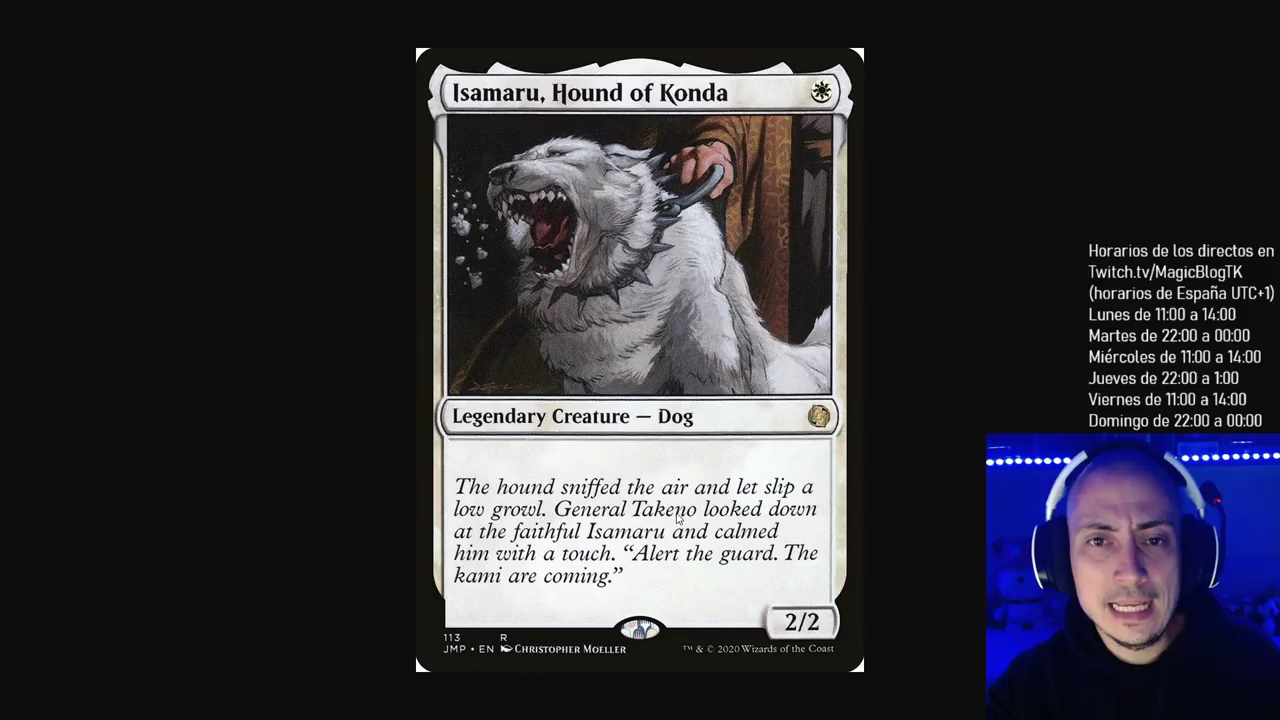 Isamaru, Hound of Konda
Legendary Creature — Dog
The hound sniffed the air and let slip a
low growl. General Takeno looked down
at the faithful Isamaru and calmed
him with a touch. “Alert the guard. The
kami are coming.”
2/2
113 R
JMP • EN Christopher Moeller
™ & © 2020 Wizards of the Coast
Horarios de los directos en
Twitch.tv/MagicBlogTK
(horarios de España UTC+1)
Lunes de 11:00 a 14:00
Martes de 22:00 a 00:00
Miércoles de 11:00 a 14:00
Jueves de 22:00 a 1:00
Viernes de 11:00 a 14:00
Domingo de 22:00 a 00:00